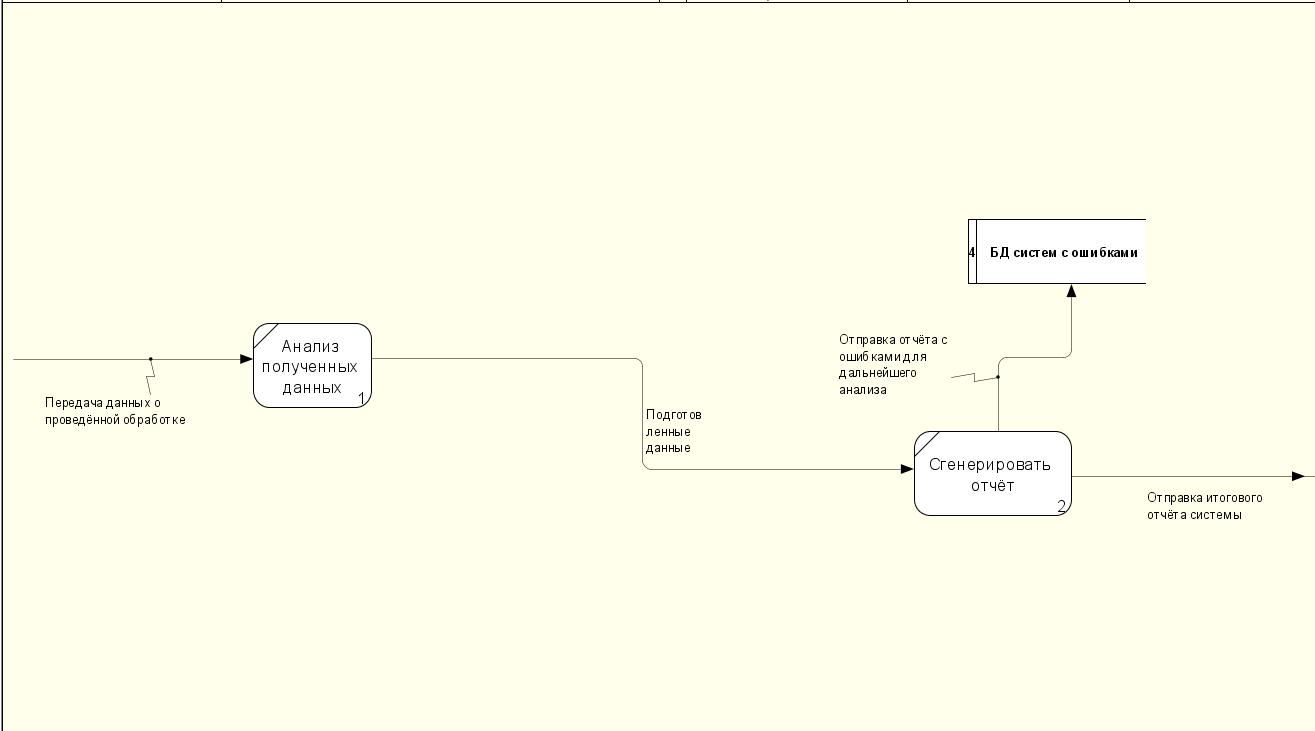 4
БД систем с ошибками
Отправка отчёта с
ошибками для
дальнейшего
анализа
Анализ
полученных
данных
1
Передача данных о
проведённой обработке
Подготов
ленные
данные
Сгенерировать
отчёт
2
Отправка итогового
отчёта системы